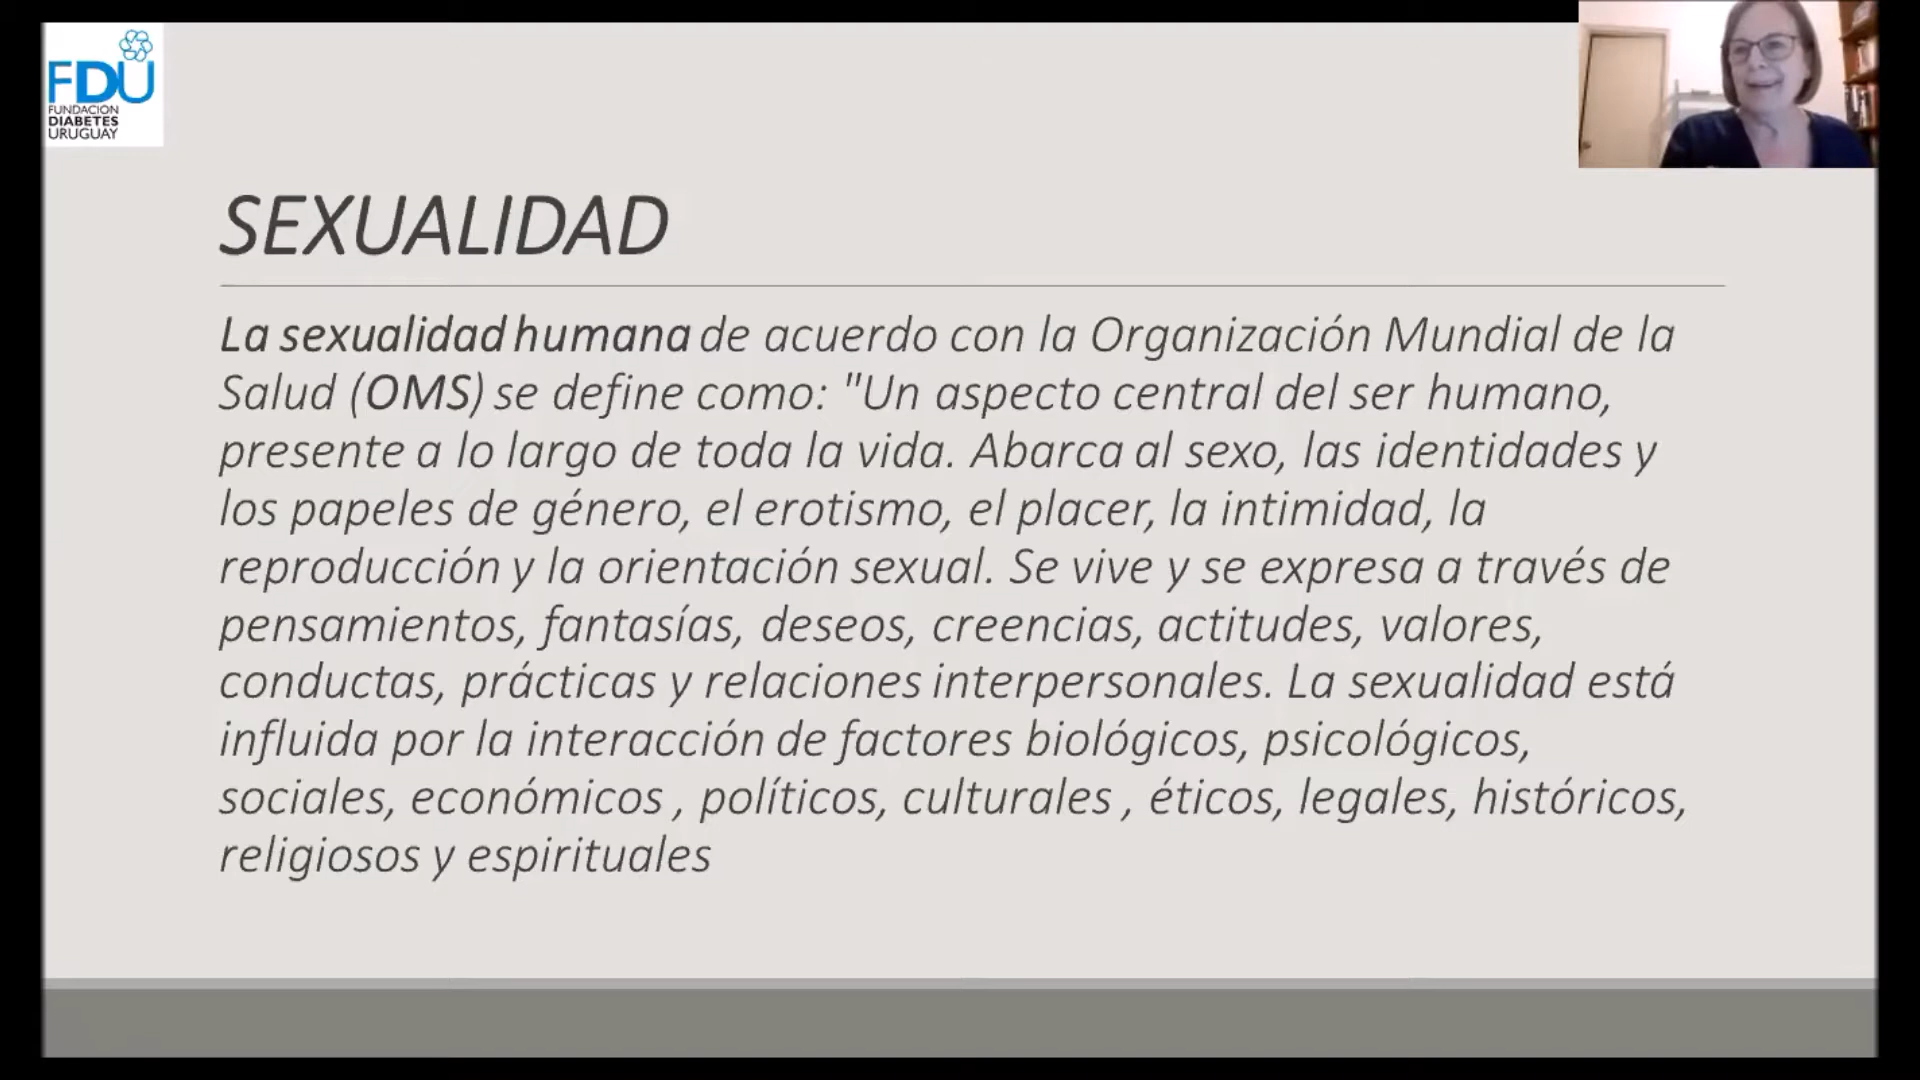 FDU
FUNDACIÓN
DIABETES
URUGUAY
SEXUALIDAD
La sexualidad humana de acuerdo con la Organización Mundial de la
Salud (OMS) se define como: "Un aspecto central del ser humano,
presente a lo largo de toda la vida. Abarca al sexo, las identidades y
los papeles de género, el erotismo, el placer, la intimidad, la
reproducción y la orientación sexual. Se vive y se expresa a través de
pensamientos, fantasías, deseos, creencias, actitudes, valores,
conductas, prácticas y relaciones interpersonales. La sexualidad está
influida por la interacción de factores biológicos, psicológicos,
sociales, económicos , políticos, culturales , éticos, legales, históricos,
religiosos y espirituales